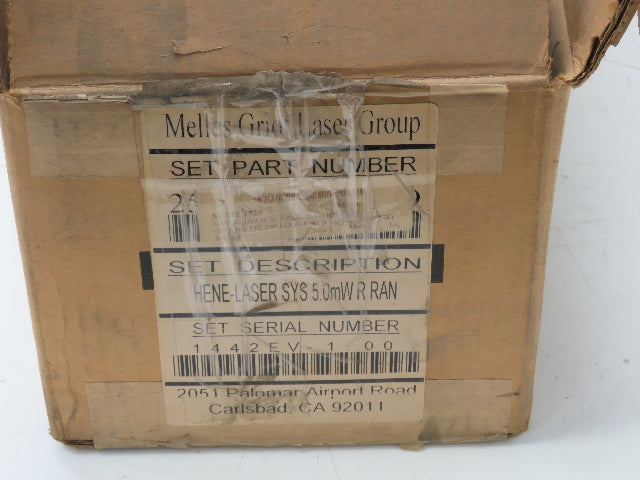 Melles Griot Laser Group
SET PART NUMBER
SET DESCRIPTION
HENE-LASER SYS 5.0mW R RAN
SET SERIAL NUMBER
1442EV-1 00
2051 Palomar Airport Road
Carlsbad, CA 92011